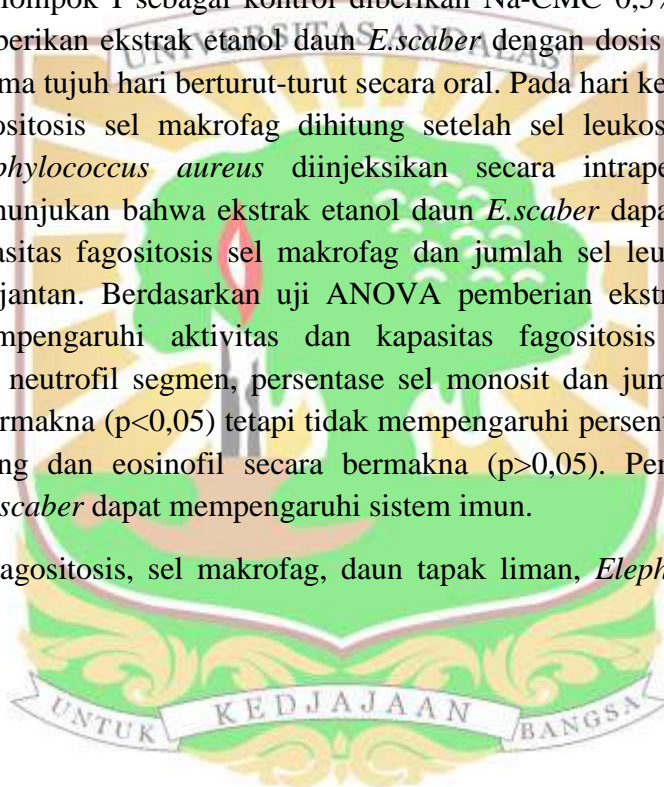 lompok I sebagai kontrol diberikan Na-CMC 0,5%
berikan ekstrak etanol daun E.scaber dengan dosis
UNIVERSITAS ANDALAS
ma tujuh hari berturut-turut secara oral. Pada hari ke
ositosis sel makrofag dihitung setelah sel leukos
phylococcus aureus diinjeksikan secara intrape
nunjukan bahwa ekstrak etanol daun E.scaber dapa
asitas fagositosis sel makrofag dan jumlah sel leu
jantan. Berdasarkan uji ANOVA pemberian ekstr
mpengaruhi aktivitas dan kapasitas fagositosis
neutrofil segmen, persentase sel monosit dan jum
ermakna (p<0,05) tetapi tidak mempengaruhi persent
ng dan eosinofil secara bermakna (p>0,05). Per
scaber dapat mempengaruhi sistem imun.
agositosis, sel makrofag, daun tapak liman, Eleph
UNTUK KEDJAJAAN BANGSA